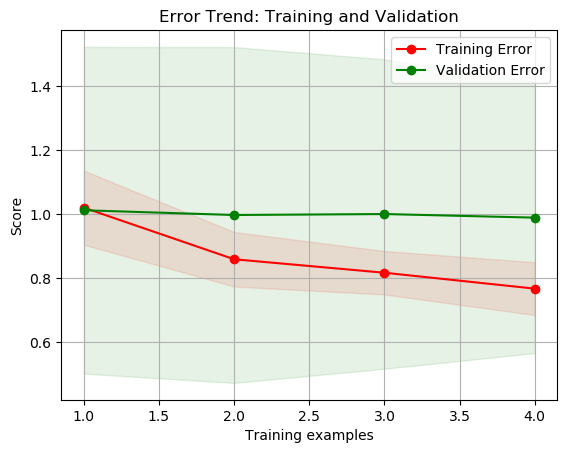 Error Trend: Training and Validation
Training Error
Validation Error
Score
1.4
1.2
1.0
0.8
0.6
1.0 1.5 2.0 2.5 3.0 3.5 4.0
Training examples